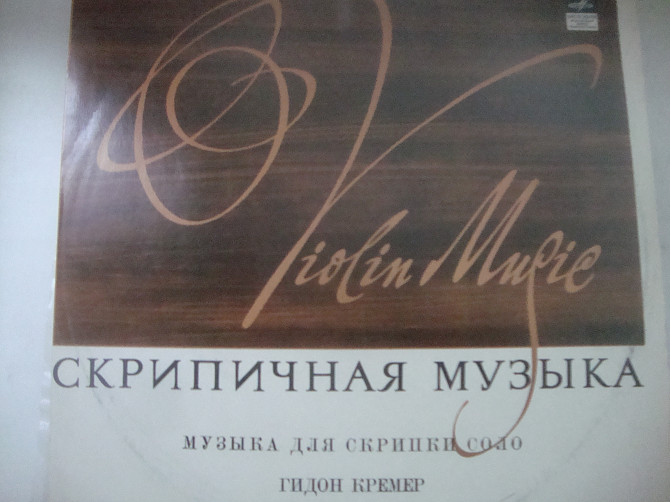 Violin Music
СКРИПИЧНАЯ МУЗЫКА
МУЗЫКА ДЛЯ СКРИПКИ СОЛО
ГИДОН КРЕМЕР